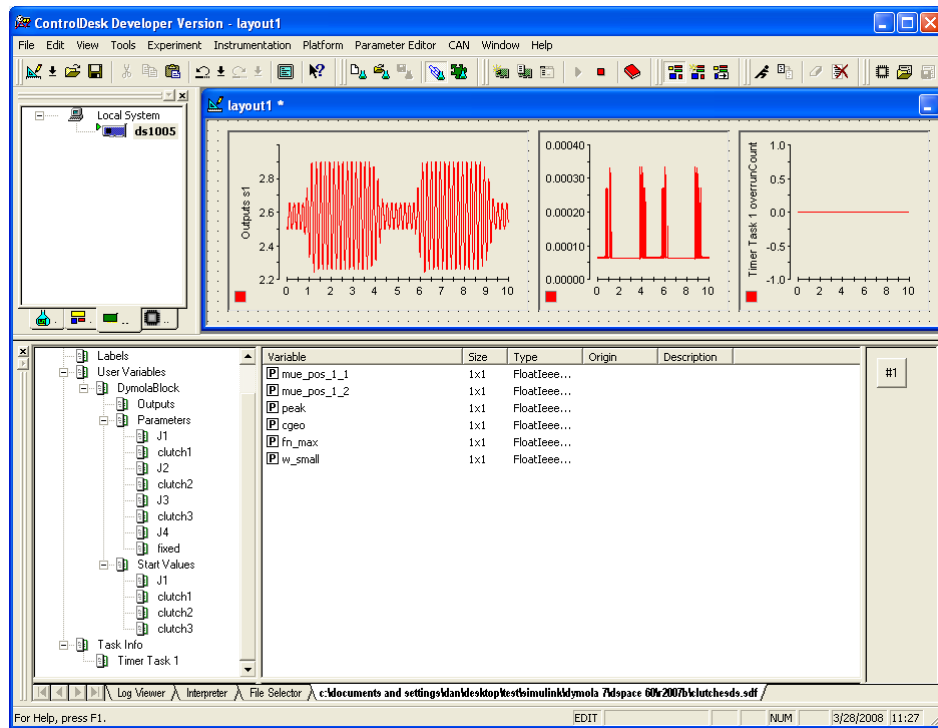 ControlDesk Developer Version - layout1
File Edit View Tools Experiment Instrumentation Platform Parameter Editor CAN Window Help
Local System
ds1005
layout1 *
Outputs s1
2.8
2.6
2.4
2.2
0 1 2 3 4 5 6 7 8 9 10
0.00040
0.00030
0.00020
0.00010
0.00000
0 2 4 6 8 10
Timer Task 1 overrunCount
1.0
0.5
0.0
-0.5
-1.0
0 2 4 6 8 10
Labels
User Variables
DymolaBlock
Outputs
Parameters
J1
clutch1
J2
clutch2
J3
clutch3
J4
fixed
Start Values
J1
clutch1
clutch2
clutch3
Task Info
Timer Task 1
Variable Size Type Origin Description
P mue_pos_1_1 1x1 FloatIeee...
P mue_pos_1_2 1x1 FloatIeee...
P peak 1x1 FloatIeee...
P cgeo 1x1 FloatIeee...
P fn_max 1x1 FloatIeee...
P w_small 1x1 FloatIeee...
#1
Log Viewer Interpreter File Selector c:\documents and settings\dan\desktop\test\simulink\dymola 7\dspace 60\r2007b\clutchesds.sdf
For Help, press F1. EDIT NUM 3/28/2008 11:27